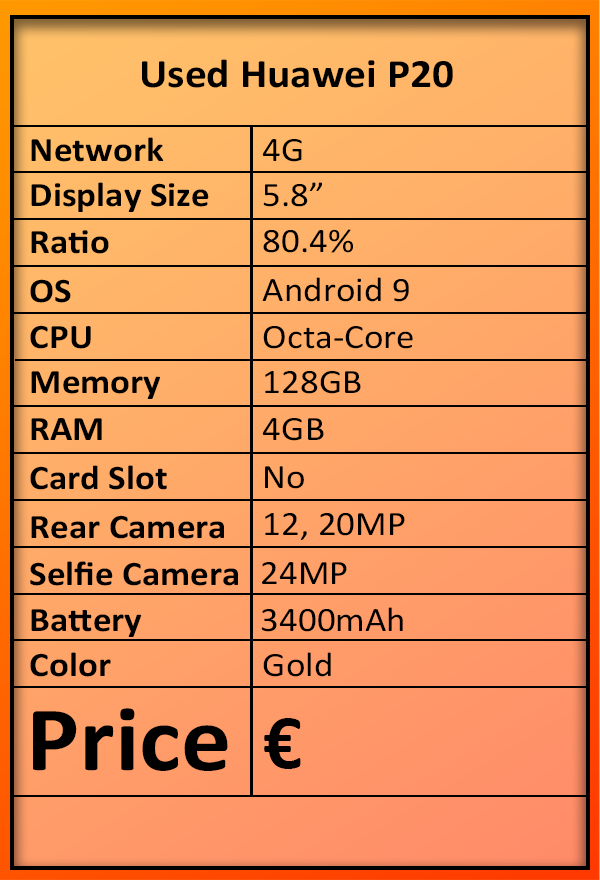 Used Huawei P20
Network 4G
Display Size 5.8”
Ratio 80.4%
OS Android 9
CPU Octa-Core
Memory 128GB
RAM 4GB
Card Slot No
Rear Camera 12, 20MP
Selfie Camera 24MP
Battery 3400mAh
Color Gold
Price €